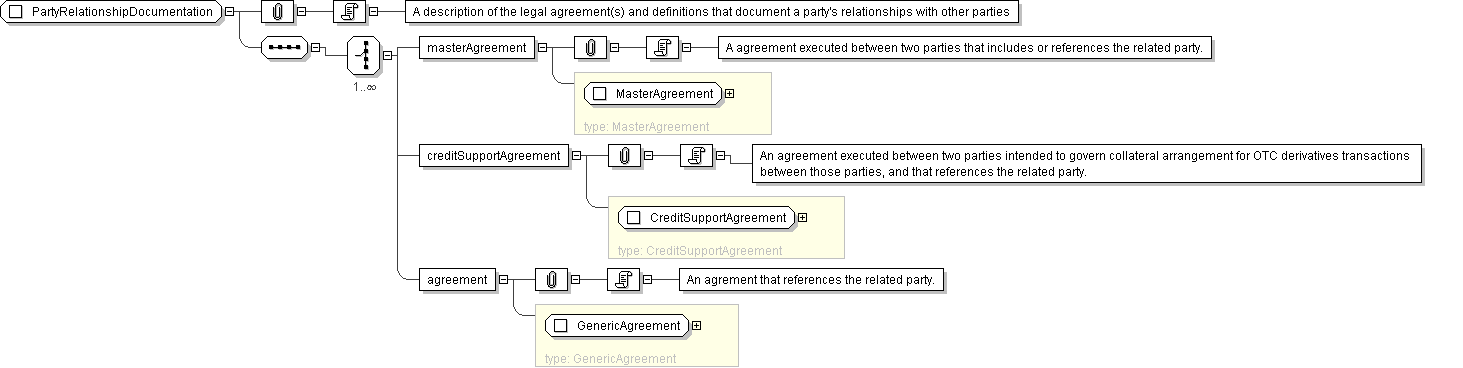 PartyRelationshipDocumentation
A description of the legal agreement(s) and definitions that document a party's relationships with other parties
masterAgreement
A agreement executed between two parties that includes or references the related party.
1..∞
MasterAgreement
type: MasterAgreement
creditSupportAgreement
An agreement executed between two parties intended to govern collateral arrangement for OTC derivatives transactions
between those parties, and that references the related party.
CreditSupportAgreement
type: CreditSupportAgreement
agreement
An agrement that references the related party.
GenericAgreement
type: GenericAgreement